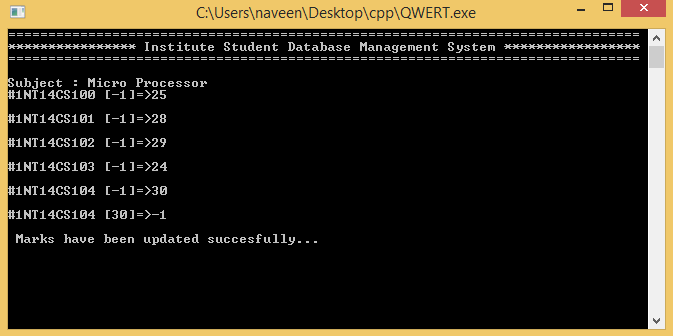 C:\Users\naveen\Desktop\cpp\QWERT.exe
===============================================================================
**************** Institute Student Database Management System *****************
===============================================================================
Subject : Micro Processor
#1NT14CS100 [-1]=>25
#1NT14CS101 [-1]=>28
#1NT14CS102 [-1]=>29
#1NT14CS103 [-1]=>24
#1NT14CS104 [-1]=>30
#1NT14CS104 [30]=>-1
Marks have been updated succesfully...